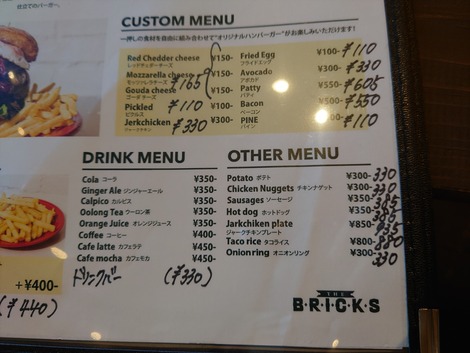 仕立てのバーガー。
CUSTOM MENU
一押しの食材を自由に組み合わせて"オリジナルハンバーガー"がお楽しみいただけます!
Red Chedder cheese ¥150-
レッドチェダーチーズ
Mozzarella cheese ¥165 ¥150-
モッツァレラチーズ
Gouda cheese ¥150-
ゴーダチーズ
Pickled ¥110 ¥100-
ピクルス
Jerkchicken ¥330 ¥300-
ジャークチキン
Fried Egg ¥100- ¥110
フライドエッグ
Avocado ¥300- ¥330
アボカド
Patty ¥550- ¥605
パティ
Bacon ¥500- ¥550
ベーコン
PINE ¥100- ¥110
パイン
DRINK MENU
Cola コーラ ¥350-
Ginger Ale ジンジャーエール ¥350-
Calpico カルピス ¥350-
Oolong Tea ウーロン茶 ¥350-
Orange Juice オレンジジュース ¥350-
Coffee コーヒー ¥400-
Cafe latte カフェラテ ¥450-
Cafe mocha カフェモカ ¥450-
ドリンクバー (¥330)
OTHER MENU
Potato ポテト ¥300- 330
Chicken Nuggets チキンナゲット ¥300- 330
Sausages ソーセージ ¥350- 385
Hot dog ホットドッグ ¥350- 385
Jarkchiken plate ¥850- 935
ジャークチキンプレート
Taco rice タコライス ¥800- 880
Onion ring オニオンリング ¥300- 330
+¥400-
(¥440)
THE
B·R·I·C·K·S